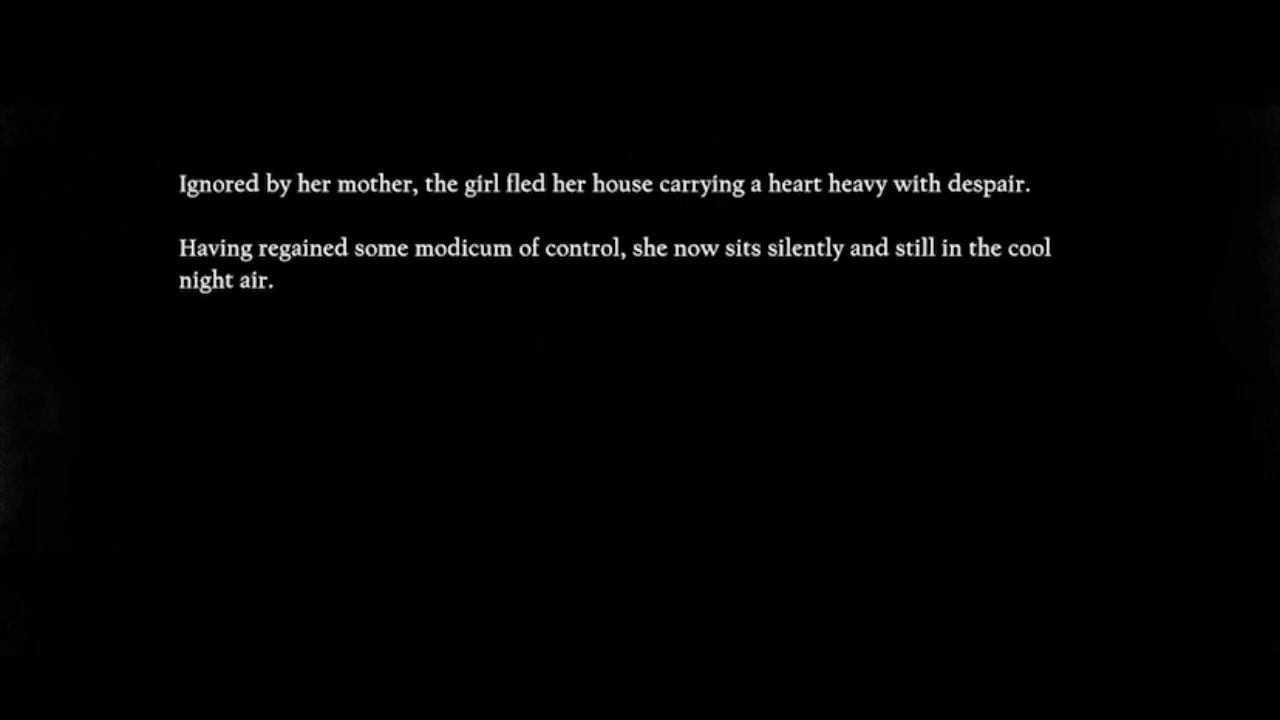 Ignored by her mother, the girl fled her house carrying a heart heavy with despair.
Having regained some modicum of control, she now sits silently and still in the cool
night air.